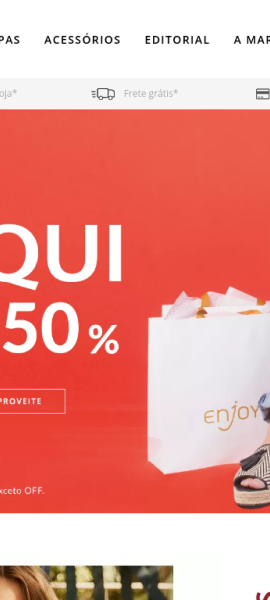 PAS ACESSÓRIOS EDITORIAL A MAR
oja* Frete grátis*
QUI
50%
PROVEITE
enjoy
xceto OFF.